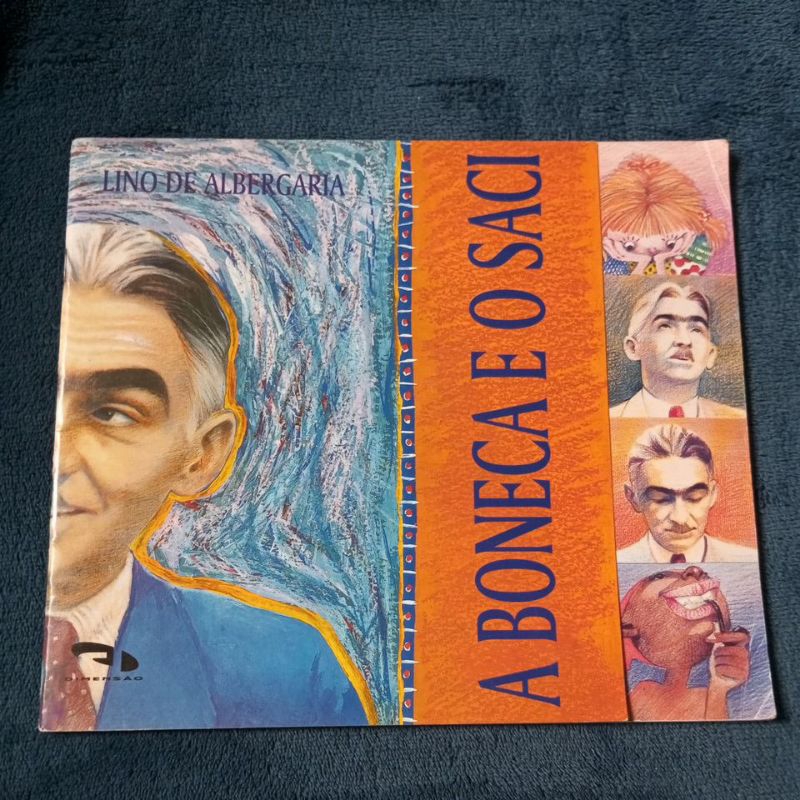 LINO DE ALBERGARIA
A BONECA E O SACI
DIMENSÃO